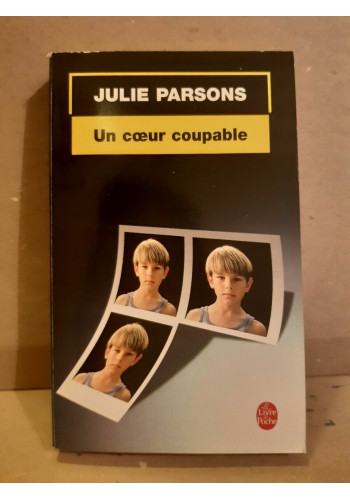 JULIE PARSONS
Un cœur coupable
Le Livre
de Poche